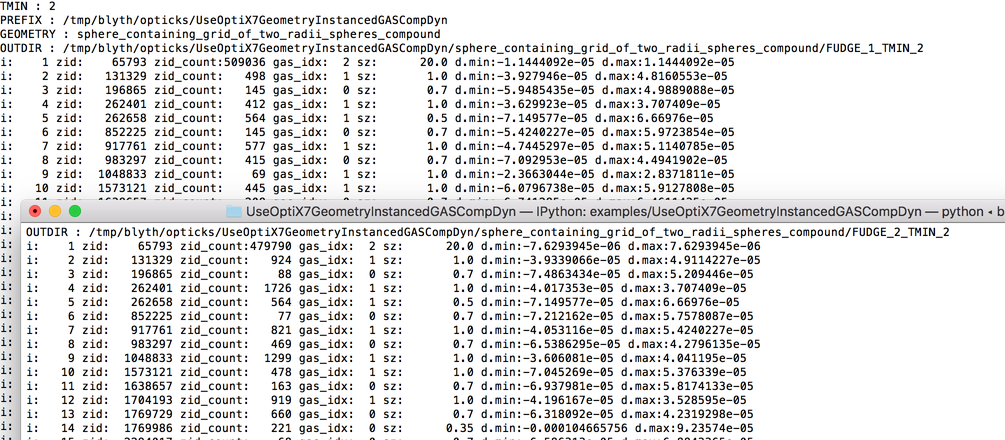 TMIN : 2
PREFIX : /tmp/blyth/opticks/UseOptiX7GeometryInstancedGASCompDyn
GEOMETRY : sphere_containing_grid_of_two_radii_spheres_compound
OUTDIR : /tmp/blyth/opticks/UseOptiX7GeometryInstancedGASCompDyn/sphere_containing_grid_of_two_radii_spheres_compound/FUDGE_1_TMIN_2
i: 1 zid: 65793 zid_count:509036 gas_idx: 2 sz: 20.0 d.min:-1.1444092e-05 d.max:1.1444092e-05
i: 2 zid: 131329 zid_count: 498 gas_idx: 1 sz: 1.0 d.min:-3.927946e-05 d.max:4.8160553e-05
i: 3 zid: 196865 zid_count: 145 gas_idx: 0 sz: 0.7 d.min:-5.9485435e-05 d.max:4.9889088e-05
i: 4 zid: 262401 zid_count: 412 gas_idx: 1 sz: 1.0 d.min:-3.629923e-05 d.max:3.707409e-05
i: 5 zid: 262658 zid_count: 564 gas_idx: 1 sz: 0.5 d.min:-7.149577e-05 d.max:6.66976e-05
i: 6 zid: 852225 zid_count: 145 gas_idx: 0 sz: 0.7 d.min:-5.4240227e-05 d.max:5.9723854e-05
i: 7 zid: 917761 zid_count: 577 gas_idx: 1 sz: 1.0 d.min:-4.7445297e-05 d.max:5.1140785e-05
i: 8 zid: 983297 zid_count: 415 gas_idx: 0 sz: 0.7 d.min:-7.092953e-05 d.max:4.4941902e-05
i: 9 zid: 1048833 zid_count: 69 gas_idx: 1 sz: 1.0 d.min:-2.3663044e-05 d.max:2.8371811e-05
i: 10 zid: 1573121 zid_count: 445 gas_idx: 1 sz: 1.0 d.min:-6.0796738e-05 d.max:5.9127808e-05
UseOptiX7GeometryInstancedGASCompDyn — IPython: examples/UseOptiX7GeometryInstancedGASCompDyn — python ◂ b
OUTDIR : /tmp/blyth/opticks/UseOptiX7GeometryInstancedGASCompDyn/sphere_containing_grid_of_two_radii_spheres_compound/FUDGE_2_TMIN_2
i: 1 zid: 65793 zid_count:479790 gas_idx: 2 sz: 20.0 d.min:-7.6293945e-06 d.max:7.6293945e-06
i: 2 zid: 131329 zid_count: 924 gas_idx: 1 sz: 1.0 d.min:-3.9339066e-05 d.max:4.9114227e-05
i: 3 zid: 196865 zid_count: 88 gas_idx: 0 sz: 0.7 d.min:-7.4863434e-05 d.max:5.209446e-05
i: 4 zid: 262401 zid_count: 1726 gas_idx: 1 sz: 1.0 d.min:-4.017353e-05 d.max:3.707409e-05
i: 5 zid: 262658 zid_count: 564 gas_idx: 1 sz: 0.5 d.min:-7.149577e-05 d.max:6.66976e-05
i: 6 zid: 852225 zid_count: 77 gas_idx: 0 sz: 0.7 d.min:-7.212162e-05 d.max:5.7578087e-05
i: 7 zid: 917761 zid_count: 821 gas_idx: 1 sz: 1.0 d.min:-4.053116e-05 d.max:5.4240227e-05
i: 8 zid: 983297 zid_count: 469 gas_idx: 0 sz: 0.7 d.min:-6.5386295e-05 d.max:4.2796135e-05
i: 9 zid: 1048833 zid_count: 1299 gas_idx: 1 sz: 1.0 d.min:-3.606081e-05 d.max:4.041195e-05
i: 10 zid: 1573121 zid_count: 478 gas_idx: 1 sz: 1.0 d.min:-7.045269e-05 d.max:5.376339e-05
i: 11 zid: 1638657 zid_count: 163 gas_idx: 0 sz: 0.7 d.min:-6.937981e-05 d.max:5.8174133e-05
i: 12 zid: 1704193 zid_count: 919 gas_idx: 1 sz: 1.0 d.min:-4.196167e-05 d.max:3.528595e-05
i: 13 zid: 1769729 zid_count: 660 gas_idx: 0 sz: 0.7 d.min:-6.318092e-05 d.max:4.2319298e-05
i: 14 zid: 1769986 zid_count: 221 gas_idx: 0 sz: 0.35 d.min:-0.000104665756 d.max:9.23574e-05